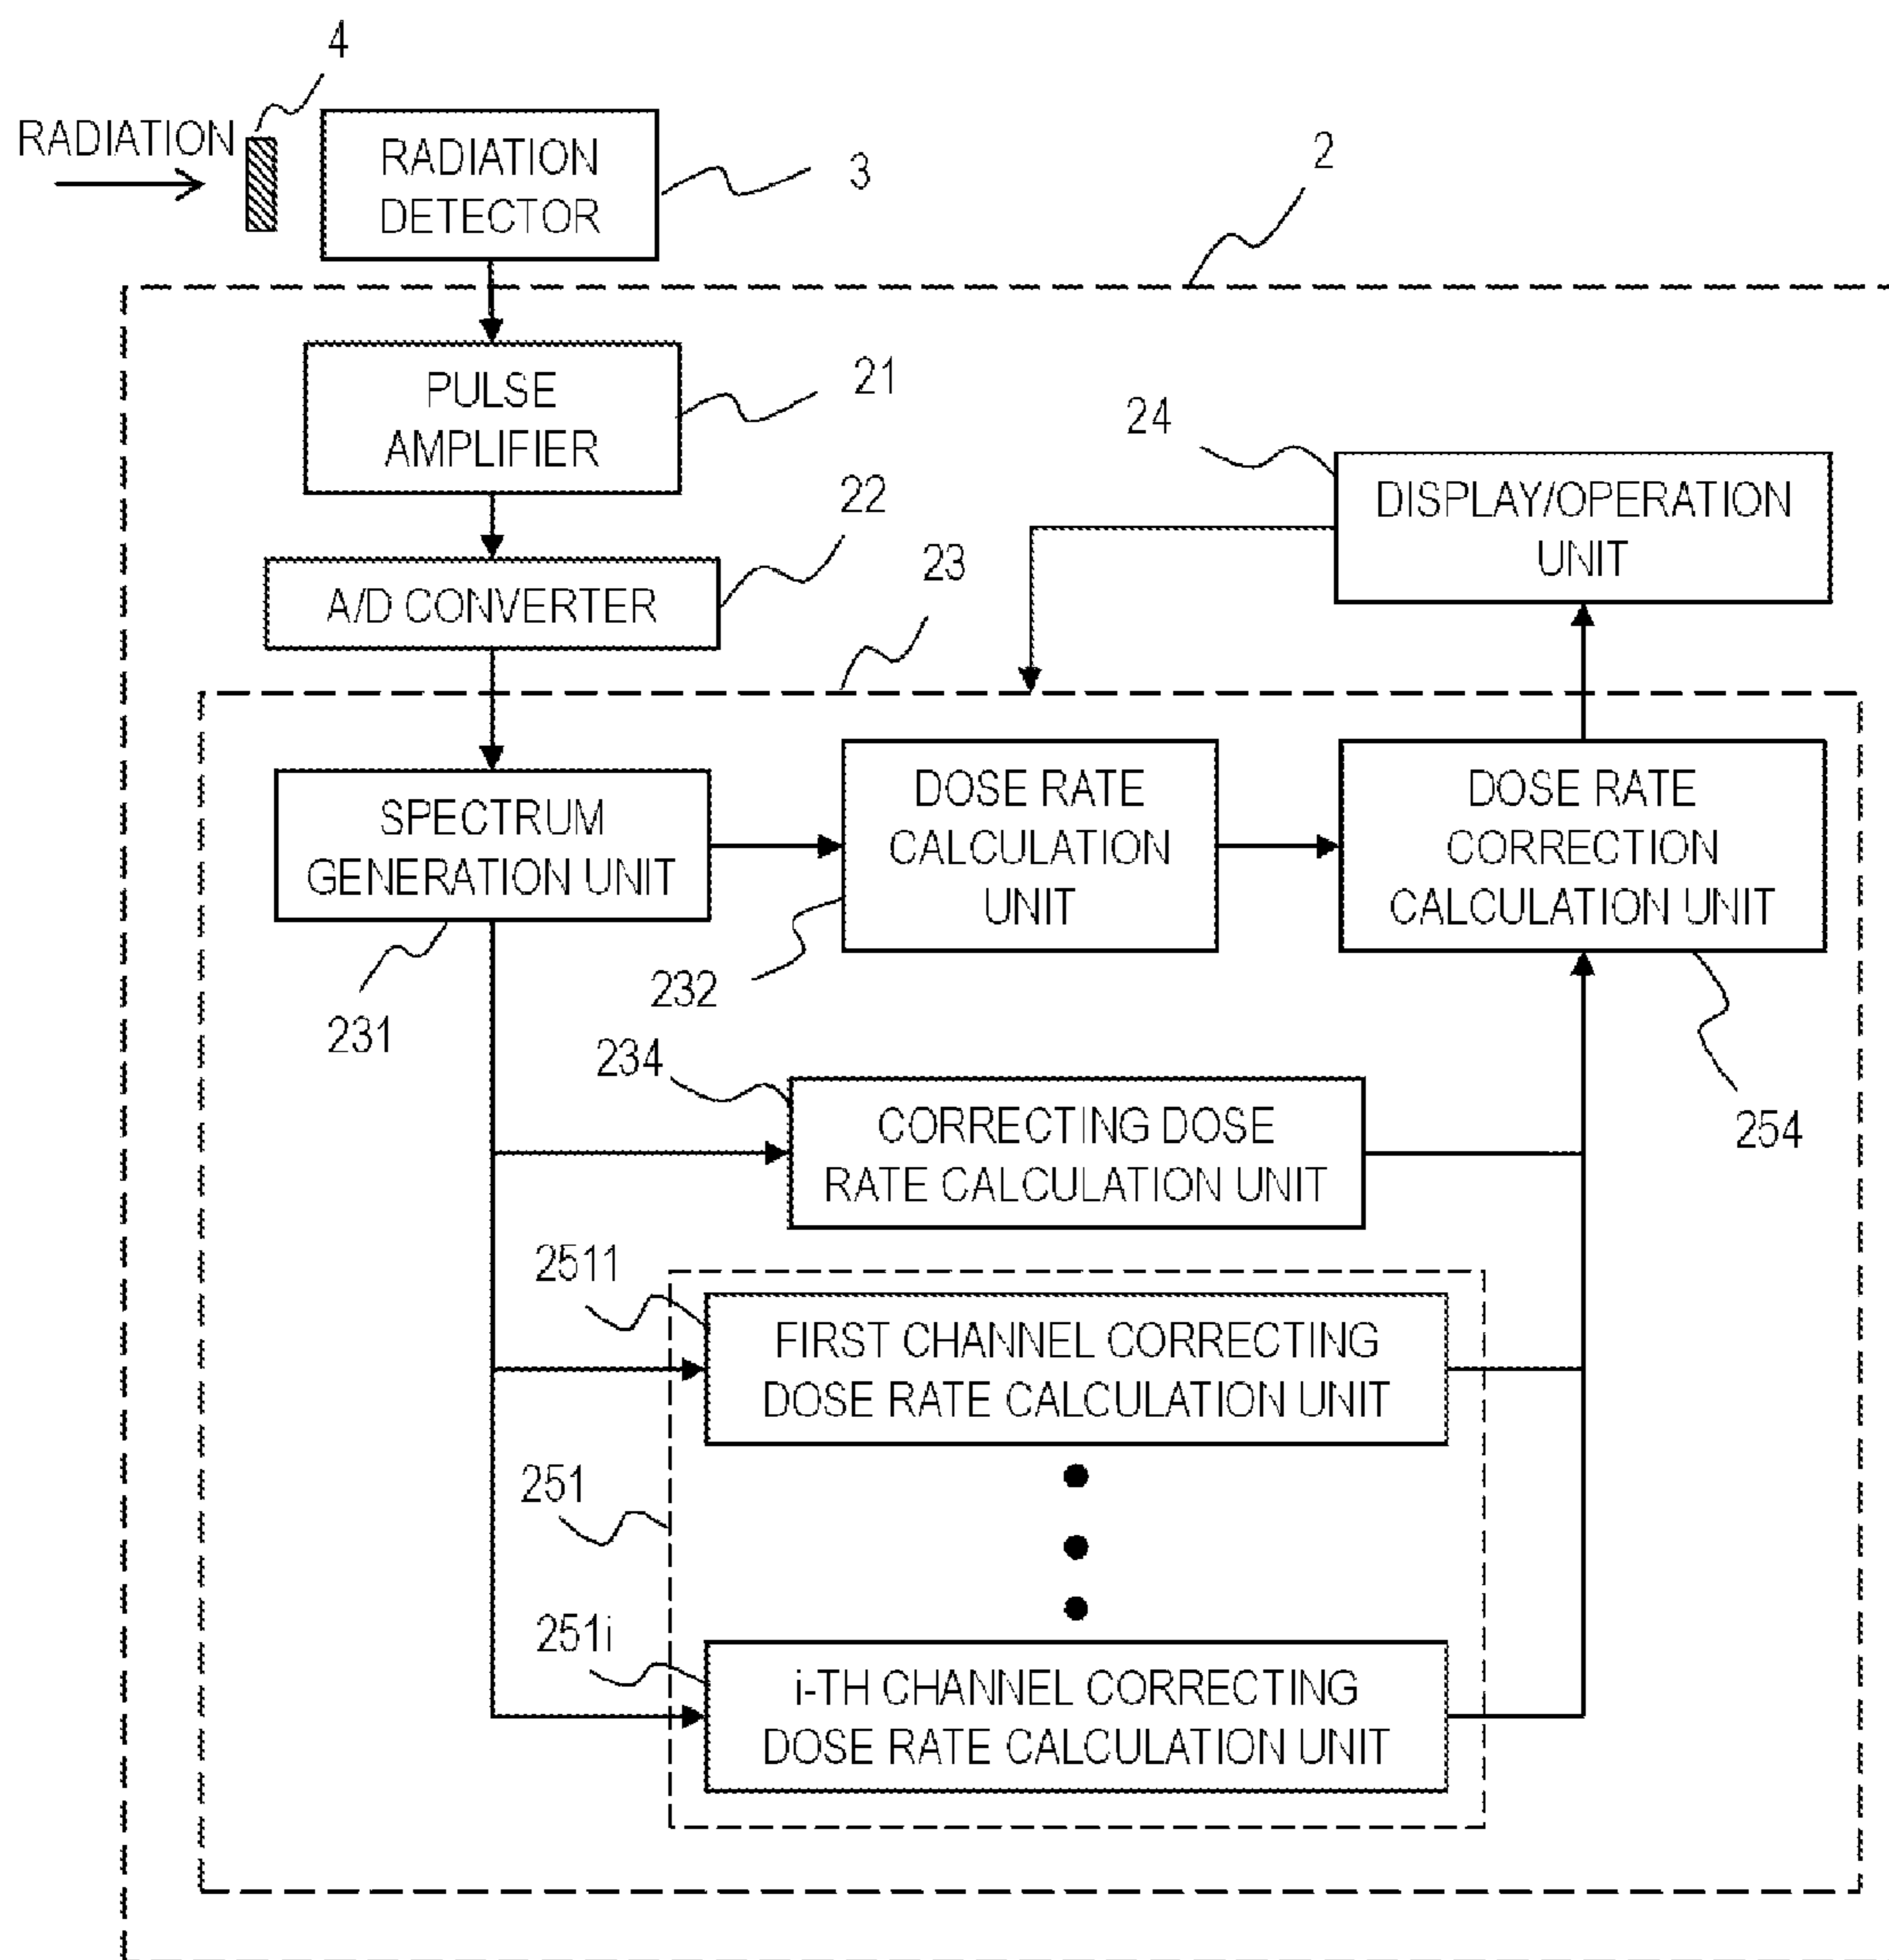 4
RADIATION
RADIATION
DETECTOR
3
2
PULSE
AMPLIFIER
21
24
DISPLAY/OPERATION
UNIT
22
A/D CONVERTER
23
SPECTRUM
GENERATION UNIT
DOSE RATE
CALCULATION
UNIT
DOSE RATE
CORRECTION
CALCULATION UNIT
231
232
234
CORRECTING DOSE
RATE CALCULATION UNIT
254
2511
FIRST CHANNEL CORRECTING
DOSE RATE CALCULATION UNIT
251
251i
i-TH CHANNEL CORRECTING
DOSE RATE CALCULATION UNIT